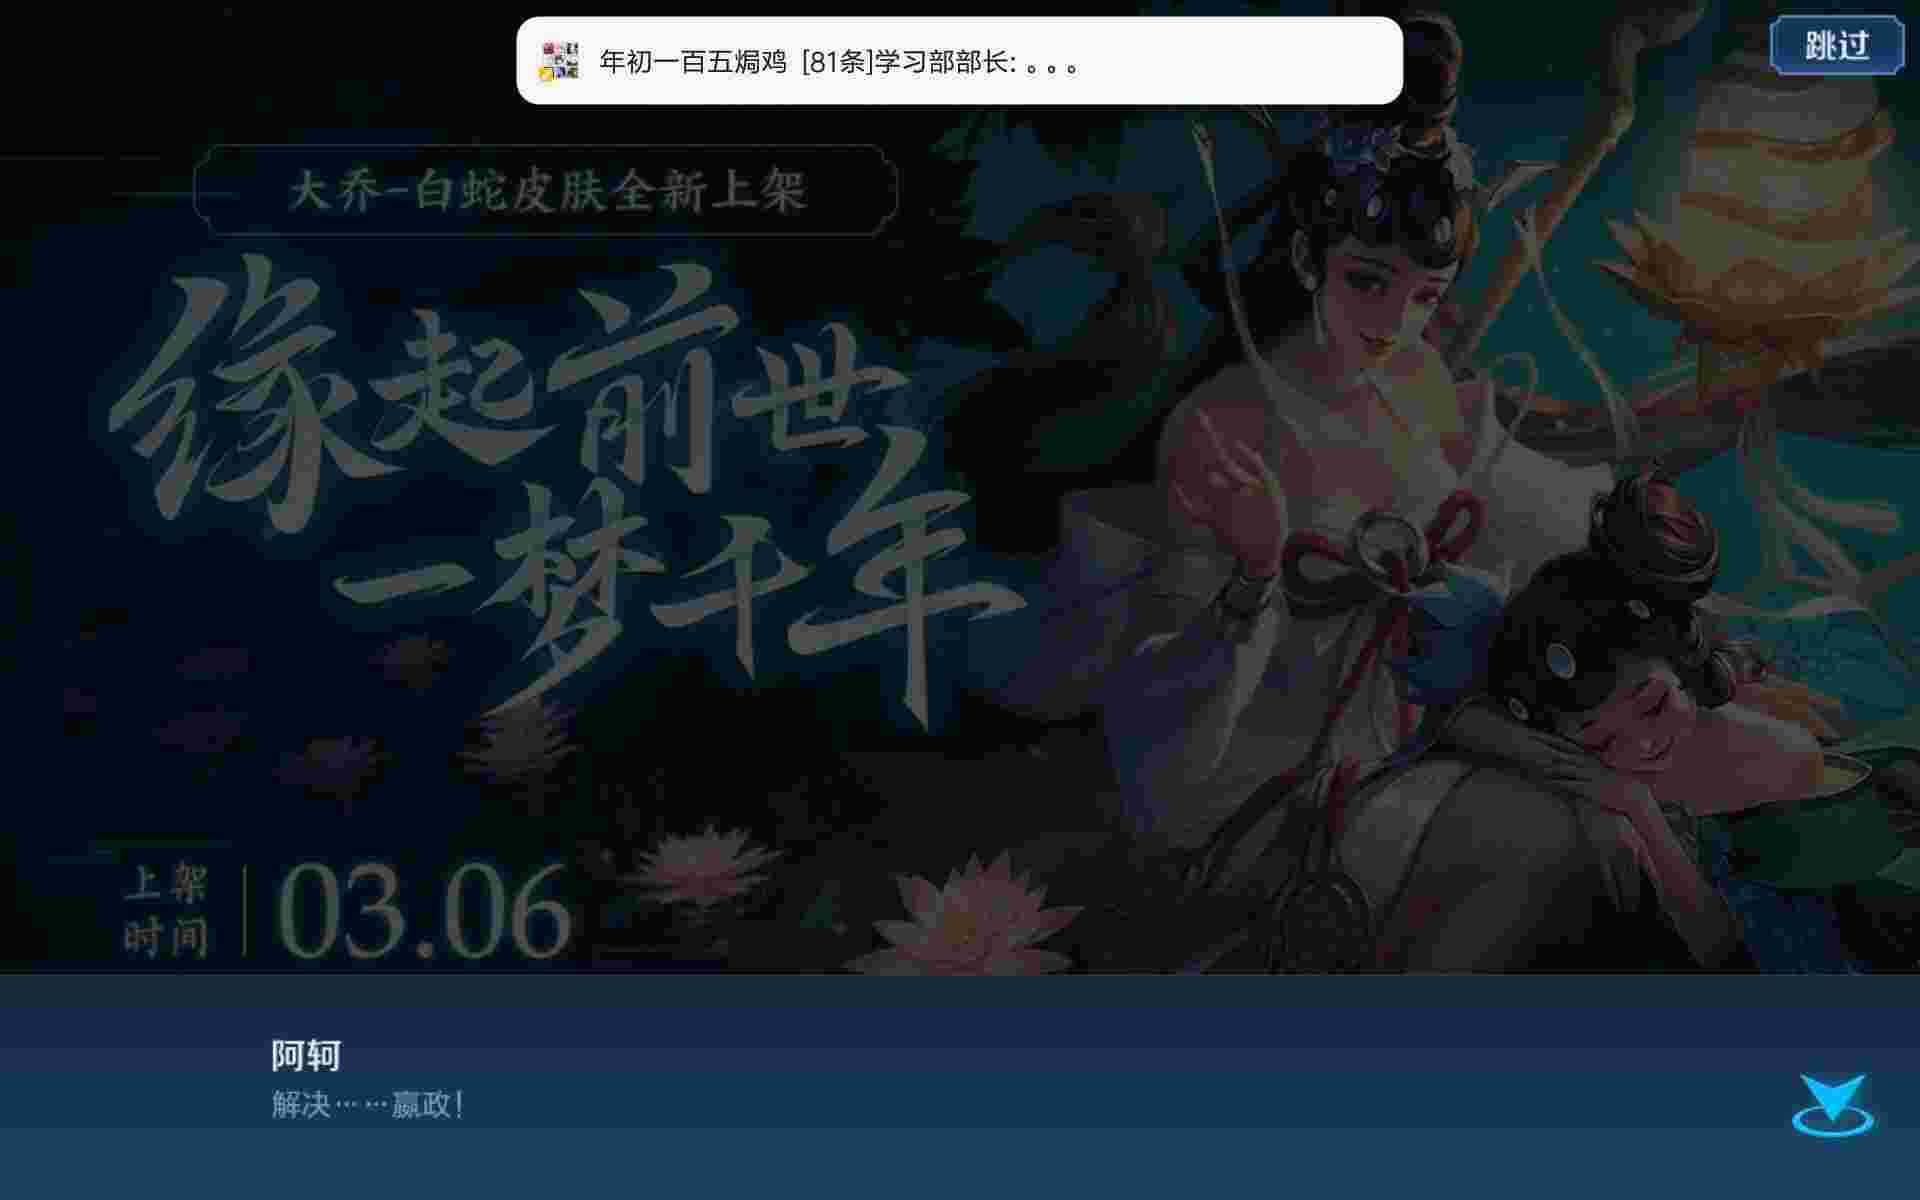 年初一百五焗鸡 [81条]学习部部长: 。。。
跳过
大乔-白蛇皮肤全新上架
缘起前世
一梦千年
上架
时间
03.06
阿轲
解决……嬴政!